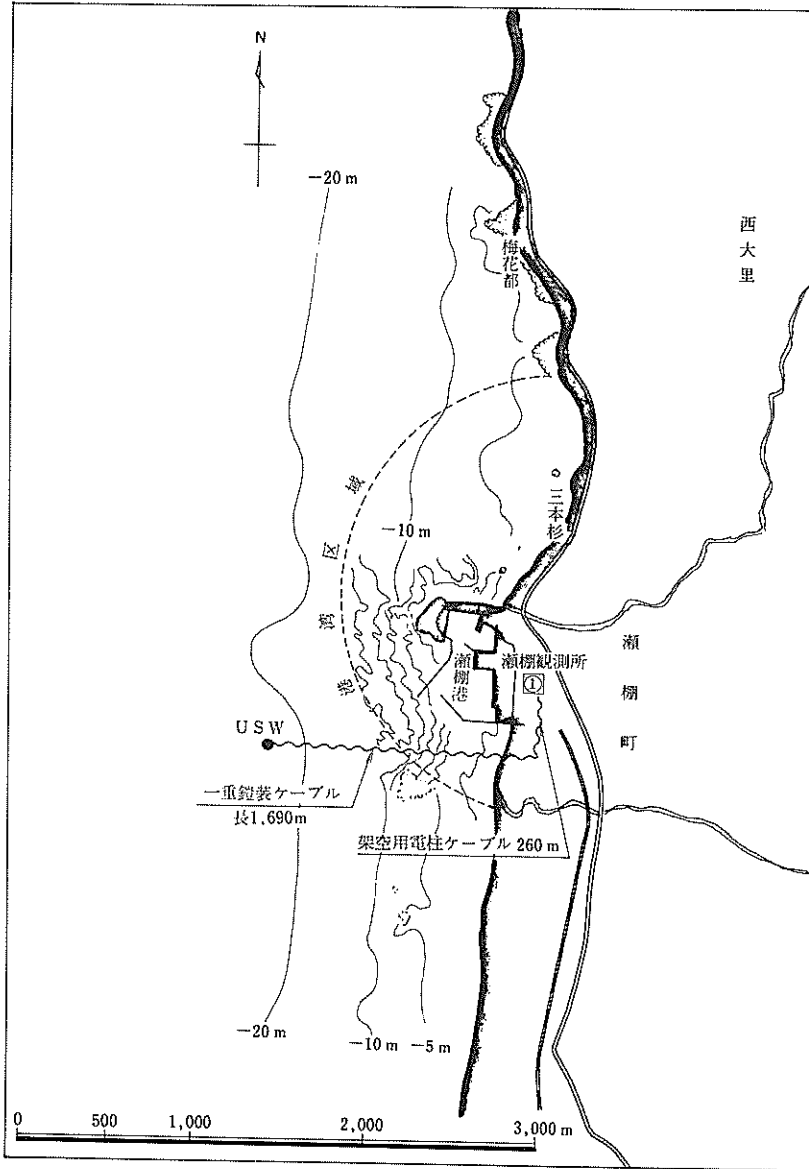 N
−20 m
西大里
梅花都
三本杉
港湾区域
−10 m
瀬棚港
瀬棚観測所
①
瀬棚町
USW
一重鎧装ケーブル
長1,690m
架空用電柱ケーブル 260 m
−20 m
−10 m
−5 m
0
500
1,000
2,000
3,000 m